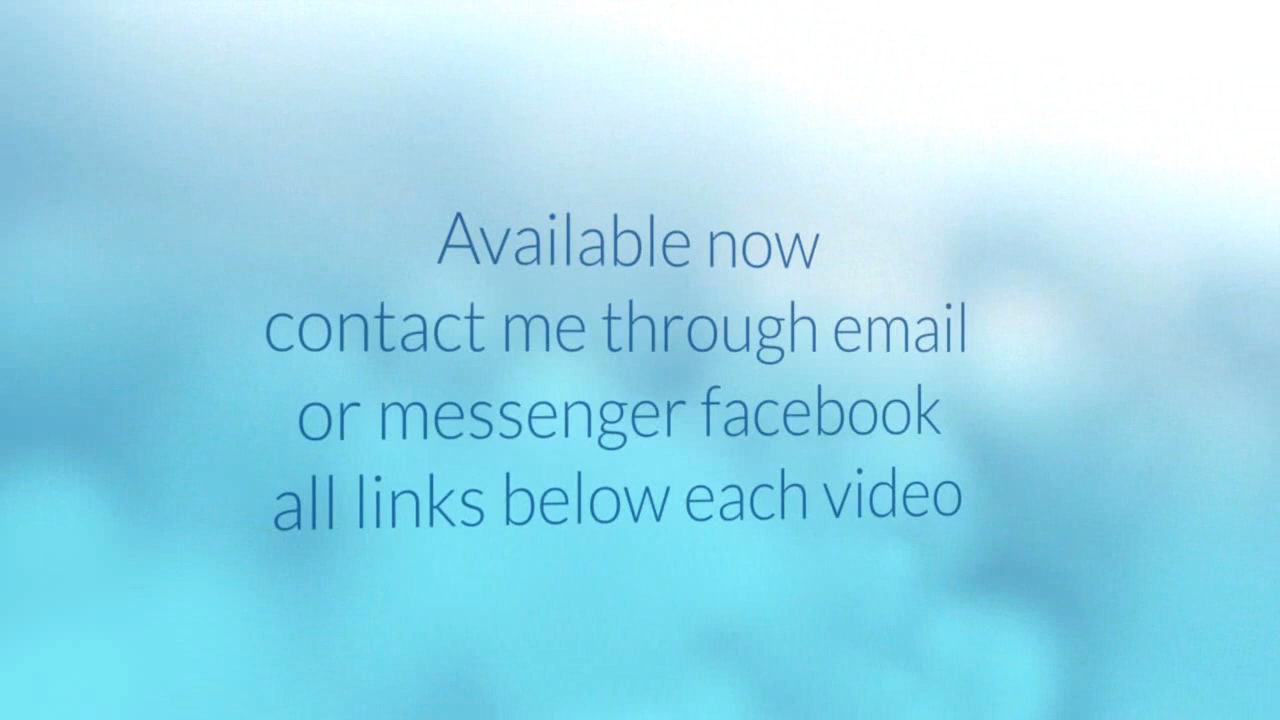 Available now
contact me through email
or messenger facebook
all links below each video